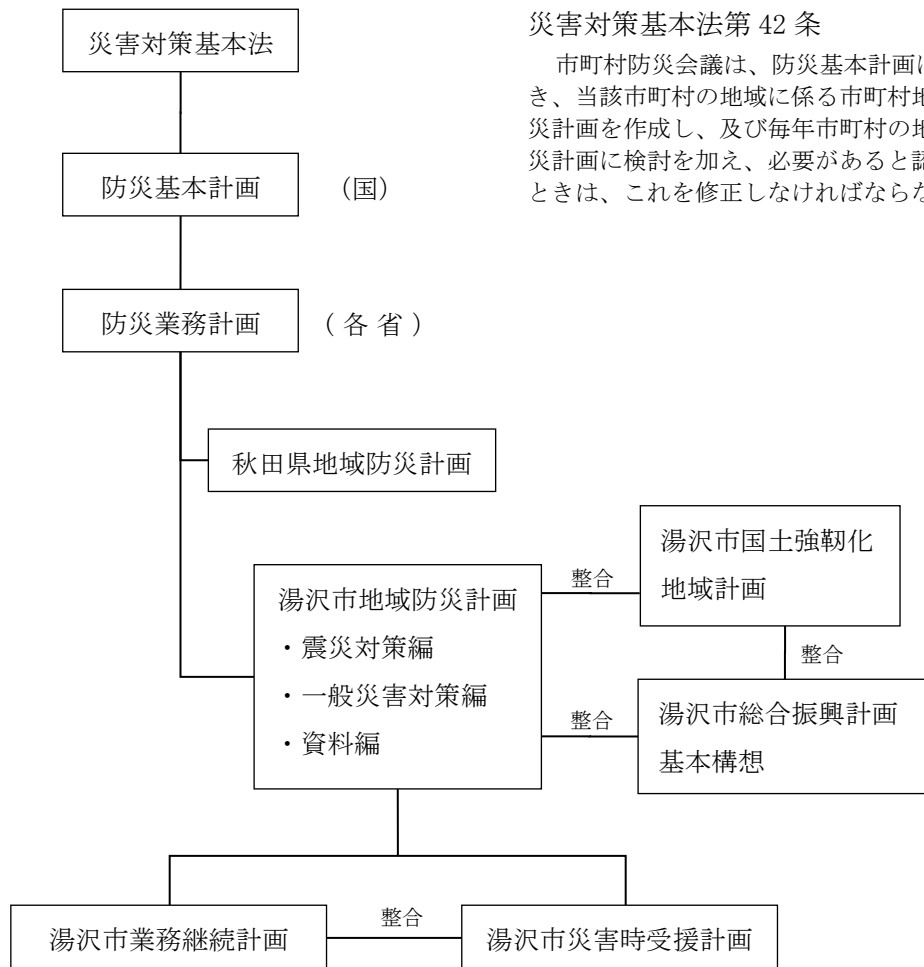 災害対策基本法
災害対策基本法第 42 条
市町村防災会議は、防災基本計画に
き、当該市町村の地域に係る市町村地
災計画を作成し、及び毎年市町村の地
災計画に検討を加え、必要があると認
ときは、これを修正しなければならな
防災基本計画 (国)
防災業務計画 ( 各 省 )
秋田県地域防災計画
湯沢市国土強靱化
地域計画
整合
湯沢市地域防災計画
・震災対策編
・一般災害対策編
・資料編
整合
整合
湯沢市総合振興計画
基本構想
湯沢市業務継続計画
整合
湯沢市災害時受援計画